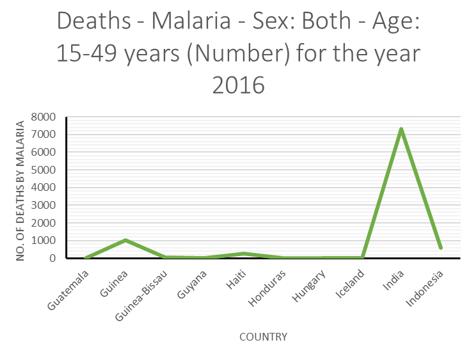 Deaths - Malaria - Sex: Both - Age:
15-49 years (Number) for the year
2016
NO. OF DEATHS BY MALARIA
8000
7000
6000
5000
4000
3000
2000
1000
0
Guatemala
Guinea
Guinea-Bissau
Guyana
Haiti
Honduras
Hungary
Iceland
India
Indonesia
COUNTRY